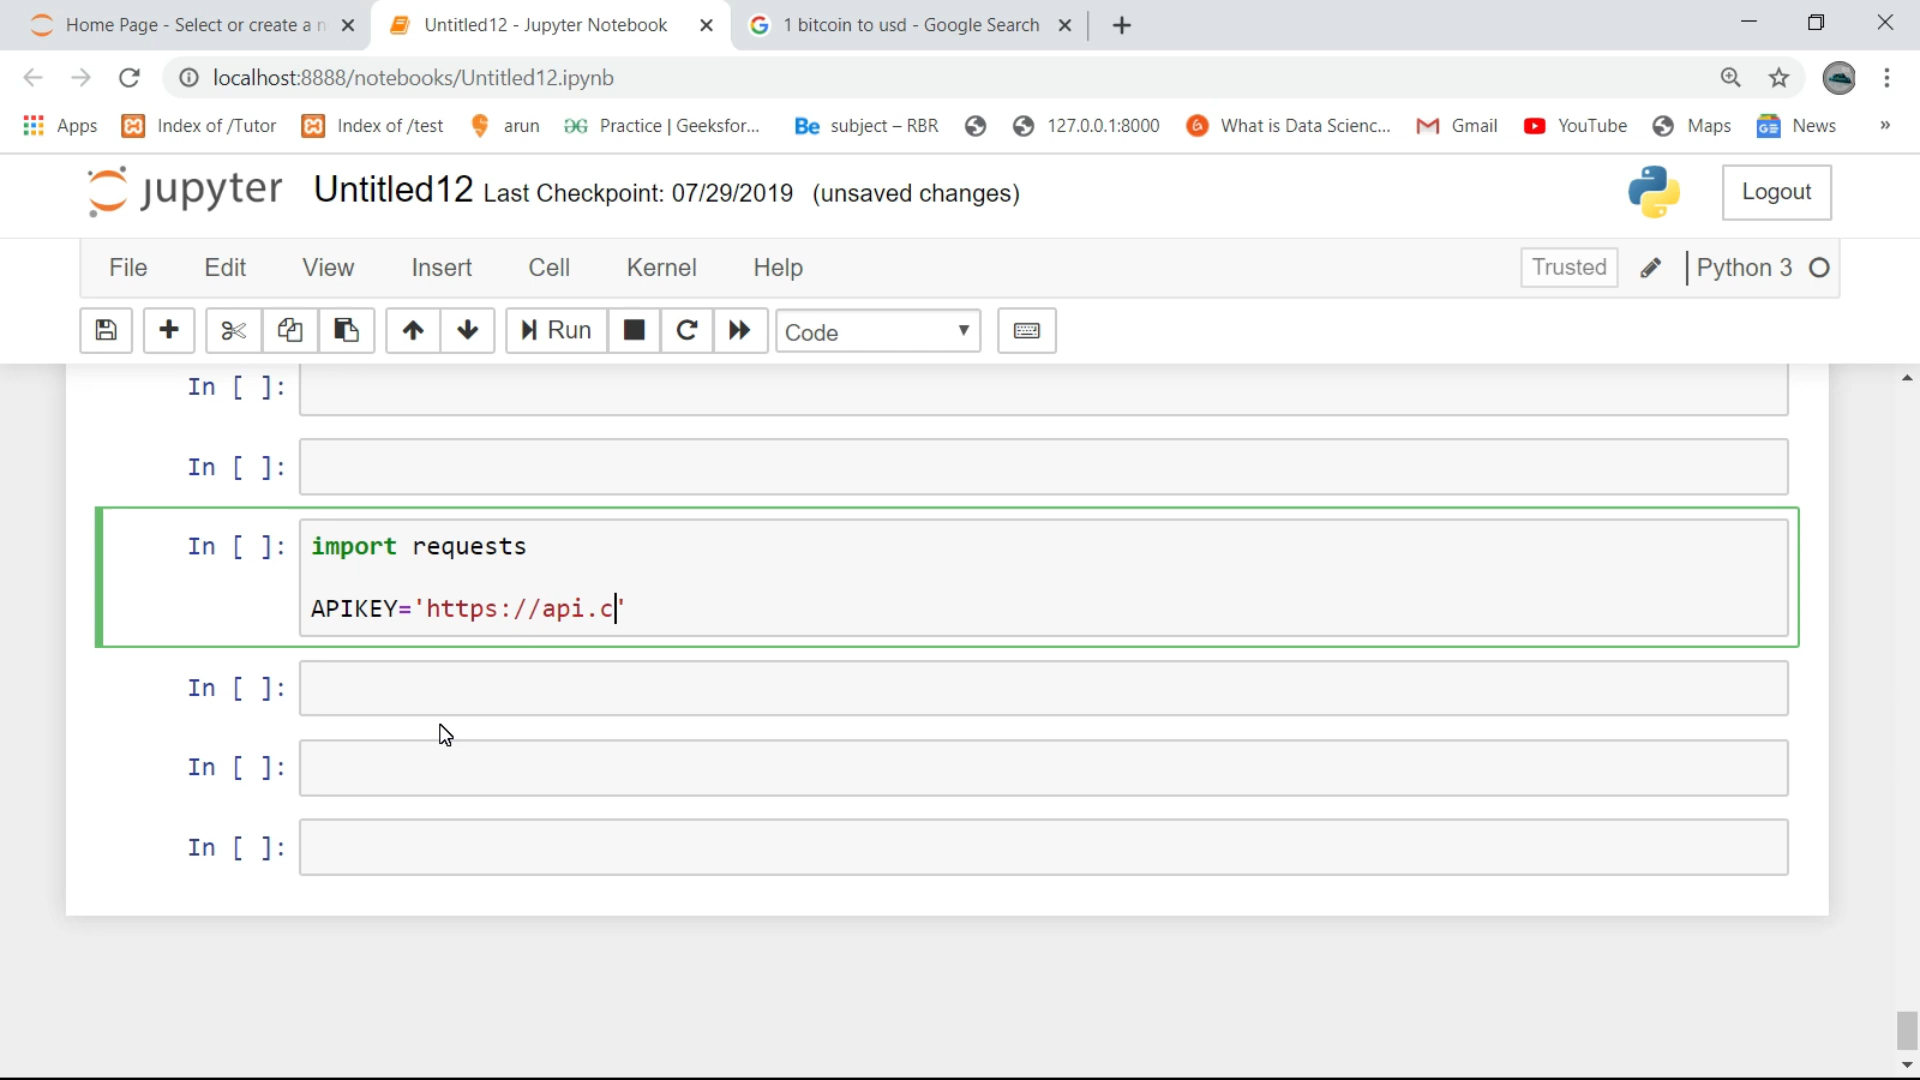 Home Page - Select or create a n
Untitled12 - Jupyter Notebook
1 bitcoin to usd - Google Search
localhost:8888/notebooks/Untitled12.ipynb
Apps
Index of /Tutor
Index of /test
arun
Practice | Geeksfor...
Be subject – RBR
127.0.0.1:8000
What is Data Scienc...
Gmail
YouTube
Maps
GE News
»
jupyter Untitled12 Last Checkpoint: 07/29/2019 (unsaved changes)
Logout
File Edit View Insert Cell Kernel Help
Trusted
Python 3
Run
Code
In [ ]:
In [ ]:
In [ ]: import requests
APIKEY='https://api.c'
In [ ]:
In [ ]:
In [ ]: